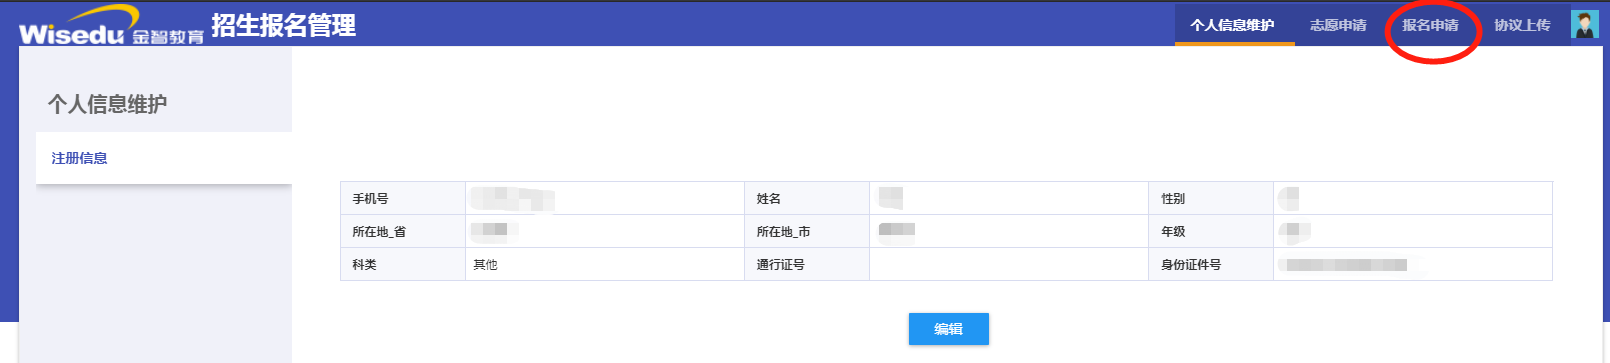 Wisedu 金智教育 招生报名管理
个人信息维护 志愿申请 报名申请 协议上传
个人信息维护
注册信息
手机号 姓名 性别
所在地_省 所在地_市 年级
科类 其他 通行证号 身份证件号
编辑